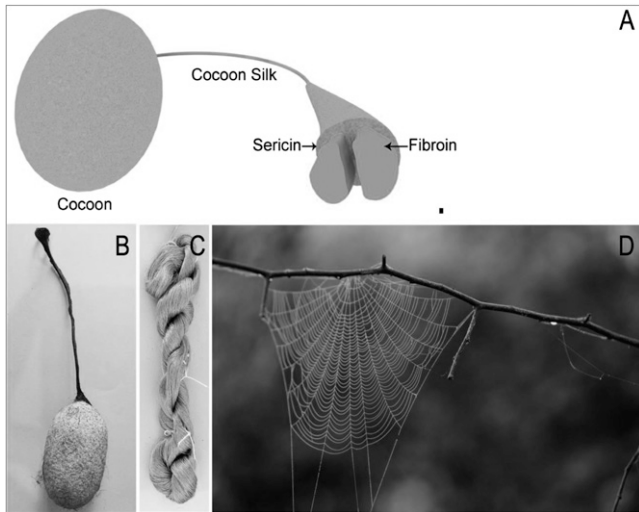 A
Cocoon Silk
Sericin→
←Fibroin
Cocoon
B
C
D